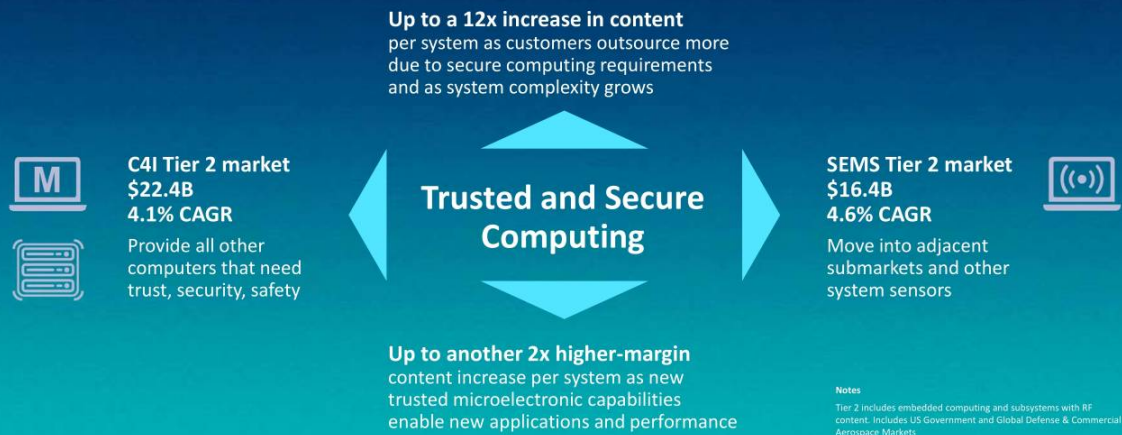 Up to a 12x increase in content
per system as customers outsource more
due to secure computing requirements
and as system complexity grows
M
C4I Tier 2 market
$22.4B
4.1% CAGR
Provide all other
computers that need
trust, security, safety
Trusted and Secure
Computing
SEMS Tier 2 market
$16.4B
4.6% CAGR
Move into adjacent
submarkets and other
system sensors
Up to another 2x higher-margin
content increase per system as new
trusted microelectronic capabilities
enable new applications and performance
Notes
Tier 2 includes embedded computing and subsystems with RF
content. Includes US Government and Global Defense & Commercial
Aerospace Markets